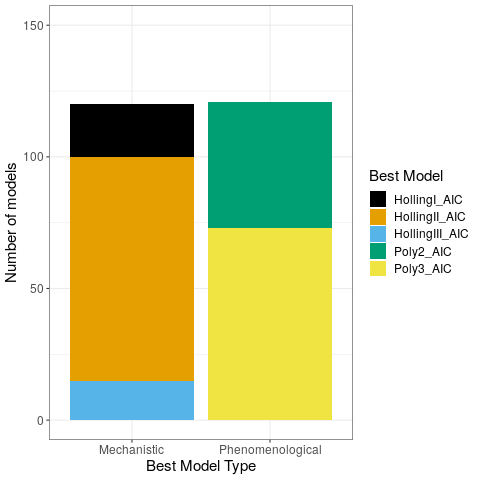 150
100
50
0
Number of models
Mechanistic
Phenomenological
Best Model Type
Best Model
HollingI_AIC
HollingII_AIC
HollingIII_AIC
Poly2_AIC
Poly3_AIC